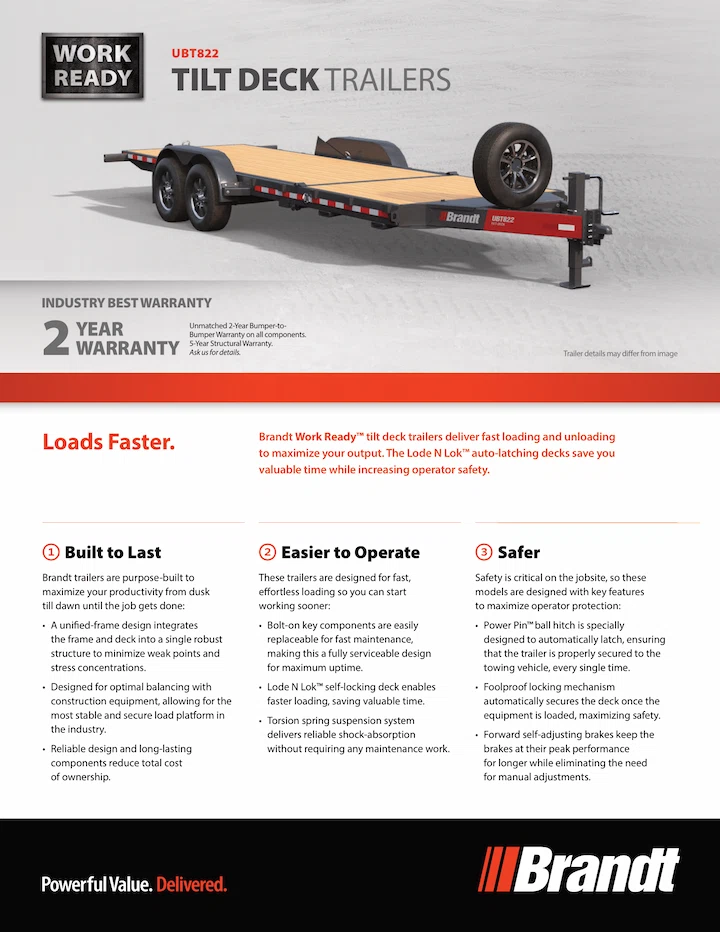 WORK
READY
UBT822
TILT DECK TRAILERS
Brandt
UBT822
INDUSTRY BEST WARRANTY
2 YEAR
WARRANTY
Unmatched 2-Year Bumper-to-
Bumper Warranty on all components.
5-Year Structural Warranty.
Ask us for details.
Trailer details may differ from image
Loads Faster.
Brandt Work Ready™ tilt deck trailers deliver fast loading and unloading
to maximize your output. The Lode N Lok™ auto-latching decks save you
valuable time while increasing operator safety.
1 Built to Last
Brandt trailers are purpose-built to
maximize your productivity from dusk
till dawn until the job gets done:
• A unified-frame design integrates
the frame and deck into a single robust
structure to minimize weak points and
stress concentrations.
• Designed for optimal balancing with
construction equipment, allowing for the
most stable and secure load platform in
the industry.
• Reliable design and long-lasting
components reduce total cost
of ownership.
2 Easier to Operate
These trailers are designed for fast,
effortless loading so you can start
working sooner:
• Bolt-on key components are easily
replaceable for fast maintenance,
making this a fully serviceable design
for maximum uptime.
• Lode N Lok™ self-locking deck enables
faster loading, saving valuable time.
• Torsion spring suspension system
delivers reliable shock-absorption
without requiring any maintenance work.
3 Safer
Safety is critical on the jobsite, so these
models are designed with key features
to maximize operator protection:
• Power Pin™ ball hitch is specially
designed to automatically latch, ensuring
that the trailer is properly secured to the
towing vehicle, every single time.
• Foolproof locking mechanism
automatically secures the deck once the
equipment is loaded, maximizing safety.
• Forward self-adjusting brakes keep the
brakes at their peak performance
for longer while eliminating the need
for manual adjustments.
Powerful Value. Delivered.
Brandt